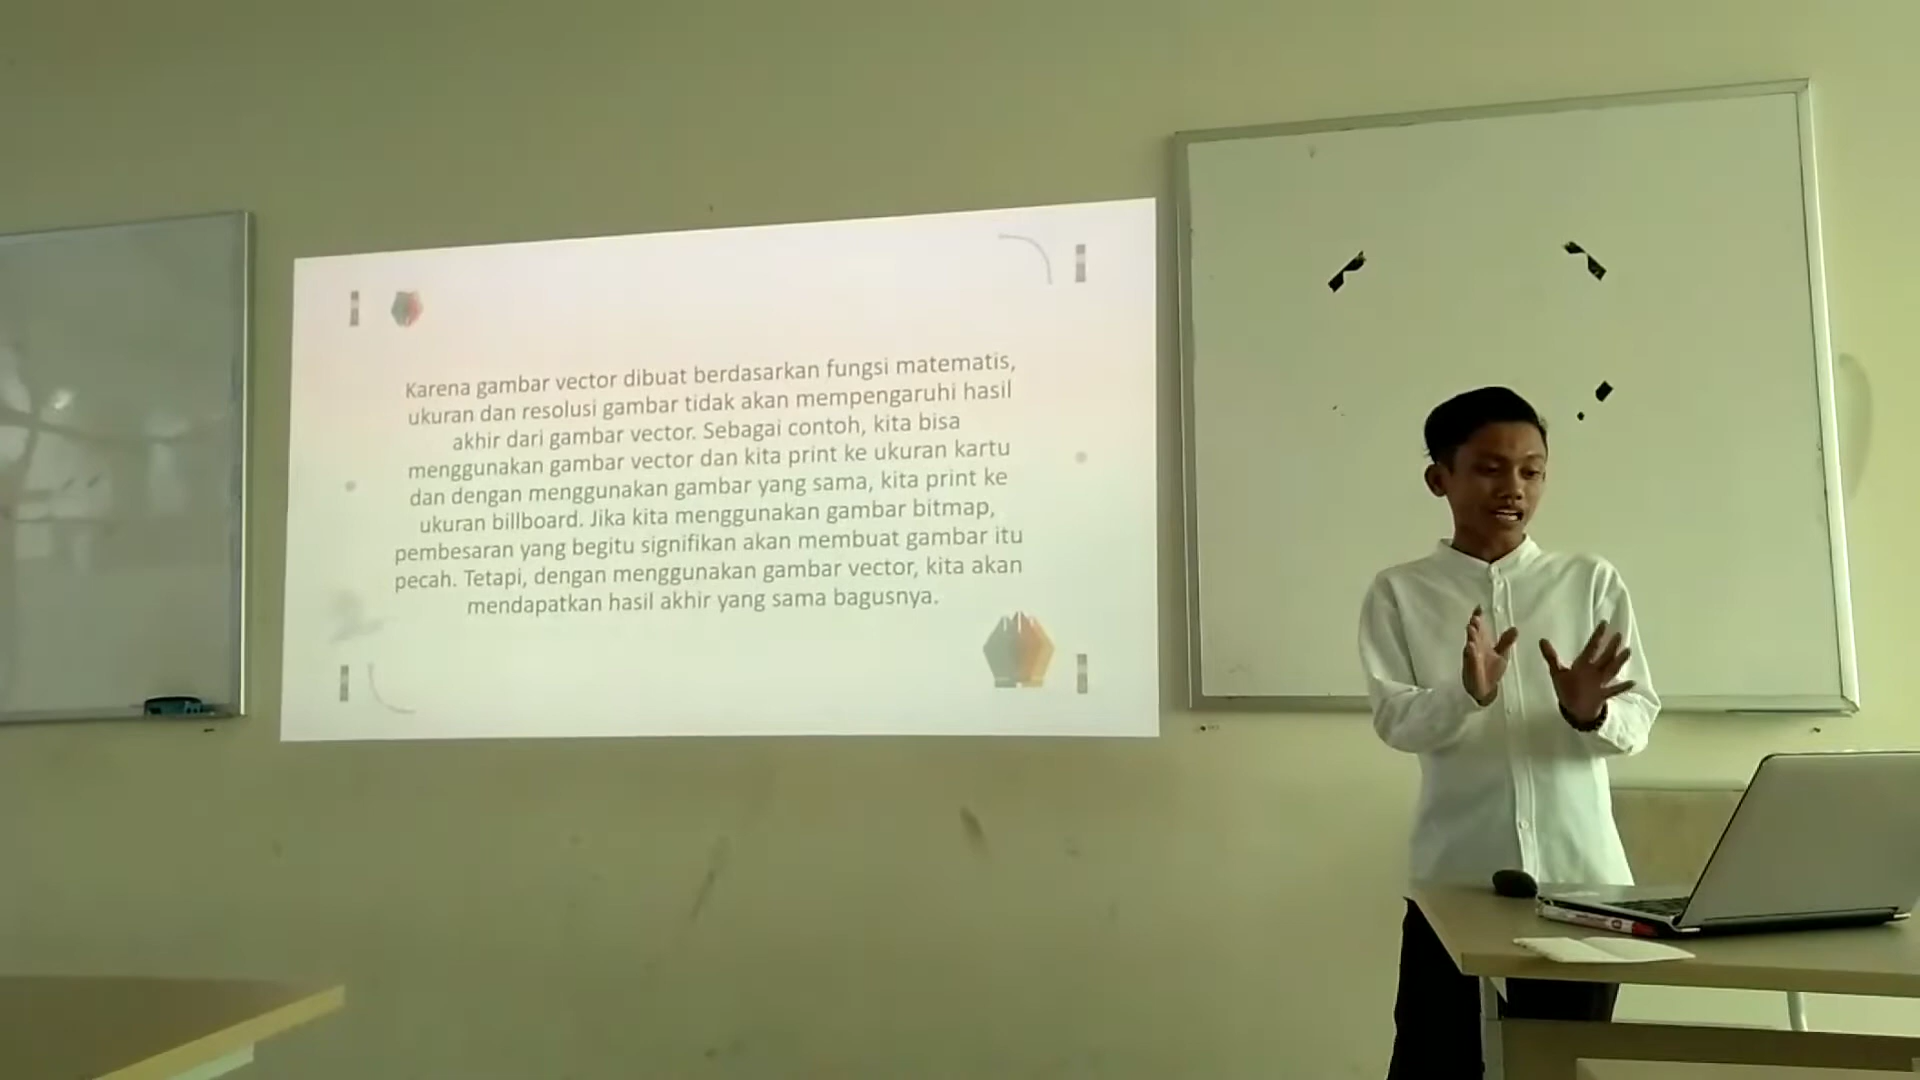 Karena gambar vector dibuat berdasarkan fungsi matematis,
ukuran dan resolusi gambar tidak akan mempengaruhi hasil
akhir dari gambar vector. Sebagai contoh, kita bisa
menggunakan gambar vector dan kita print ke ukuran kartu
dan dengan menggunakan gambar yang sama, kita print ke
ukuran billboard. Jika kita menggunakan gambar bitmap,
pembesaran yang begitu signifikan akan membuat gambar itu
pecah. Tetapi, dengan menggunakan gambar vector, kita akan
mendapatkan hasil akhir yang sama bagusnya.